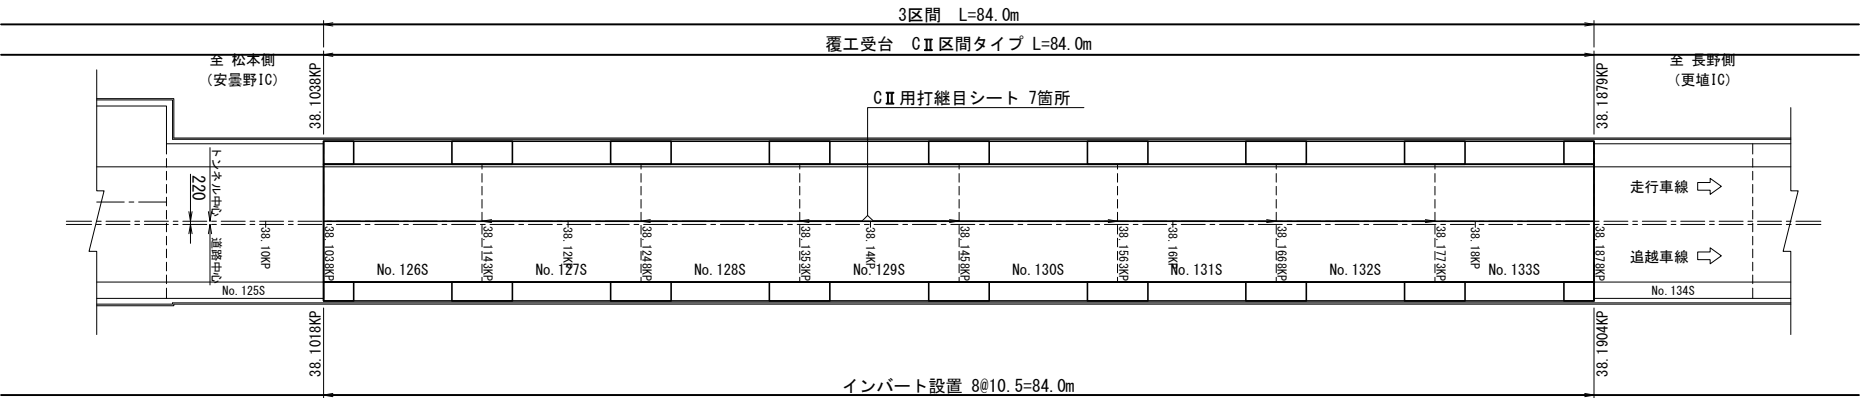 3区間 L=84.0m
覆工受台 CⅡ区間タイプ L=84.0m
至 松本側
(安曇野IC)
至 長野側
(更埴IC)
38.1038KP
38.1879KP
CⅡ用打継目シート 7箇所
トンネル中心
220
道路中心
走行車線
追越車線
38.10KP
38.1038KP
38.1143KP
38.12KP
38.1248KP
38.1353KP
38.14KP
38.1458KP
38.1563KP
38.16KP
38.1668KP
38.1773KP
38.18KP
38.1878KP
No.126S
No.127S
No.128S
No.129S
No.130S
No.131S
No.132S
No.133S
No.125S
No.134S
38.1018KP
38.1904KP
インバート設置 8@10.5=84.0m